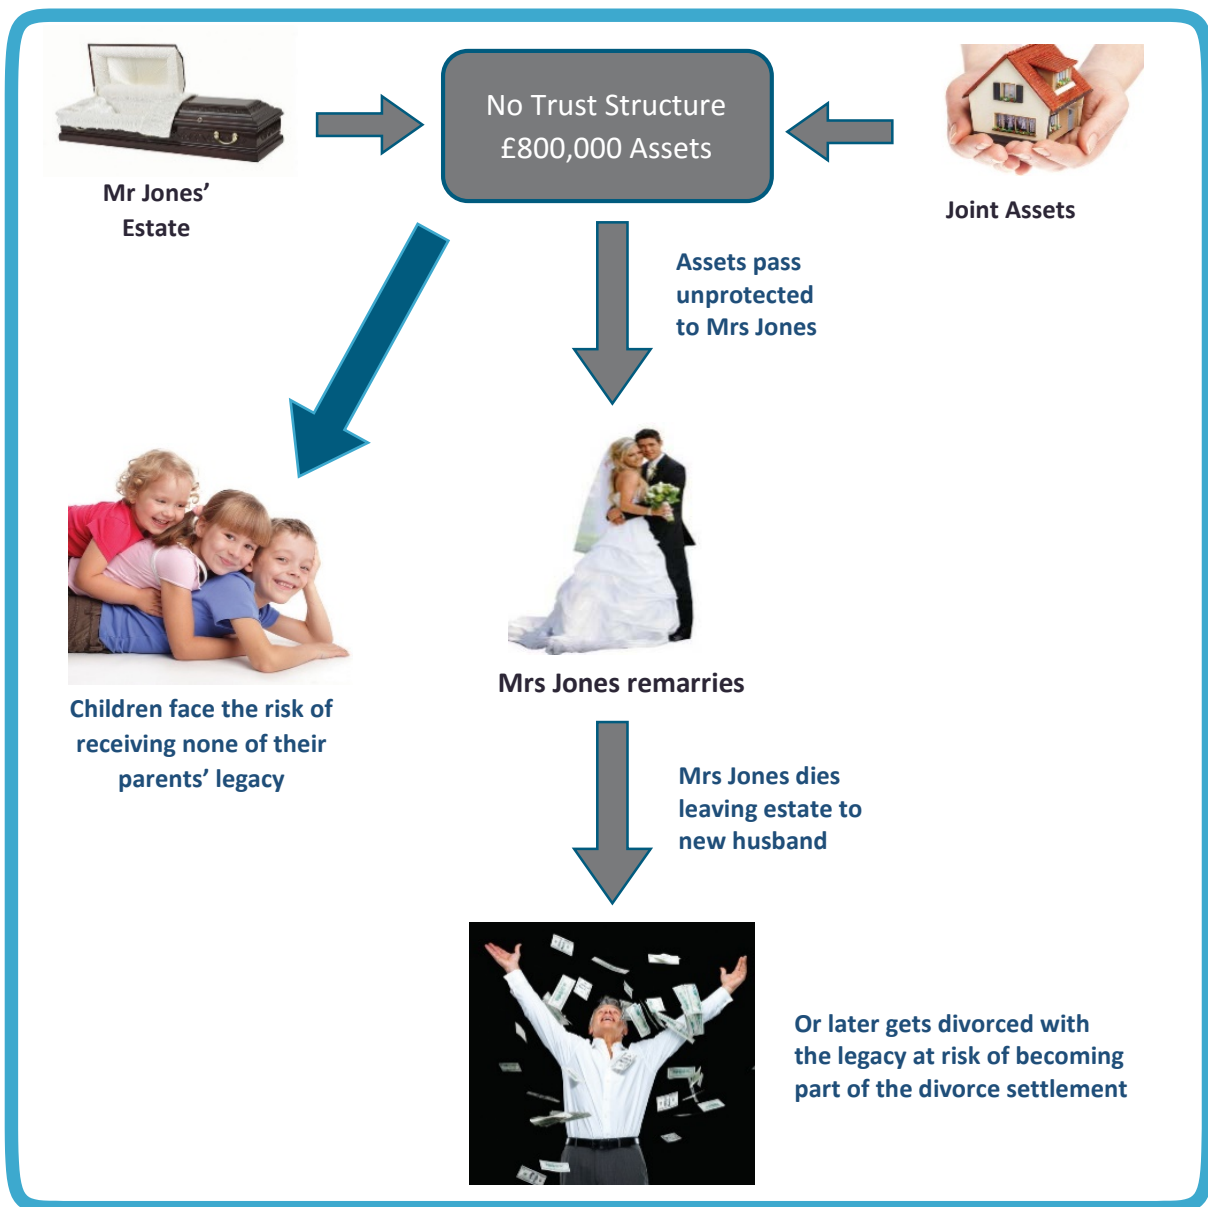 No Trust Structure
£800,000 Assets
Mr Jones’
Estate
Joint Assets
Assets pass
unprotected
to Mrs Jones
Mrs Jones remarries
Children face the risk of
receiving none of their
parents’ legacy
Mrs Jones dies
leaving estate to
new husband
Or later gets divorced with
the legacy at risk of becoming
part of the divorce settlement